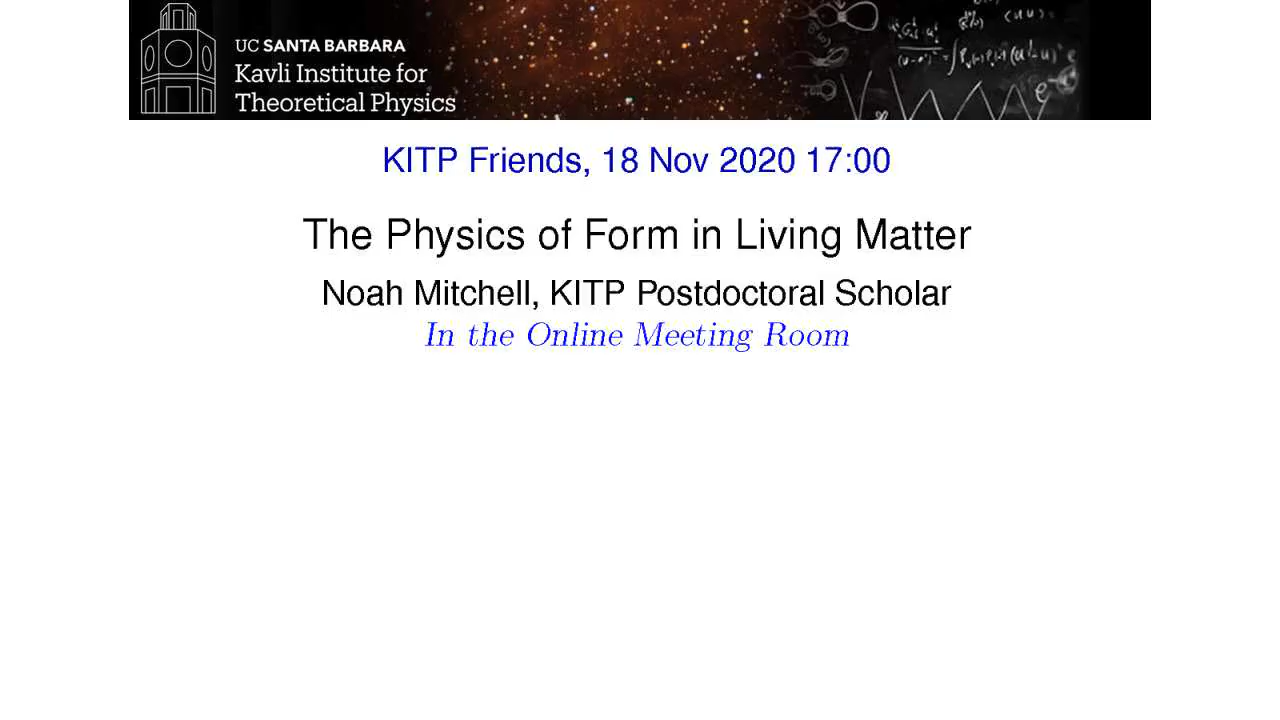 UC SANTA BARBARA
Kavli Institute for
Theoretical Physics
KITP Friends, 18 Nov 2020 17:00
The Physics of Form in Living Matter
Noah Mitchell, KITP Postdoctoral Scholar
In the Online Meeting Room